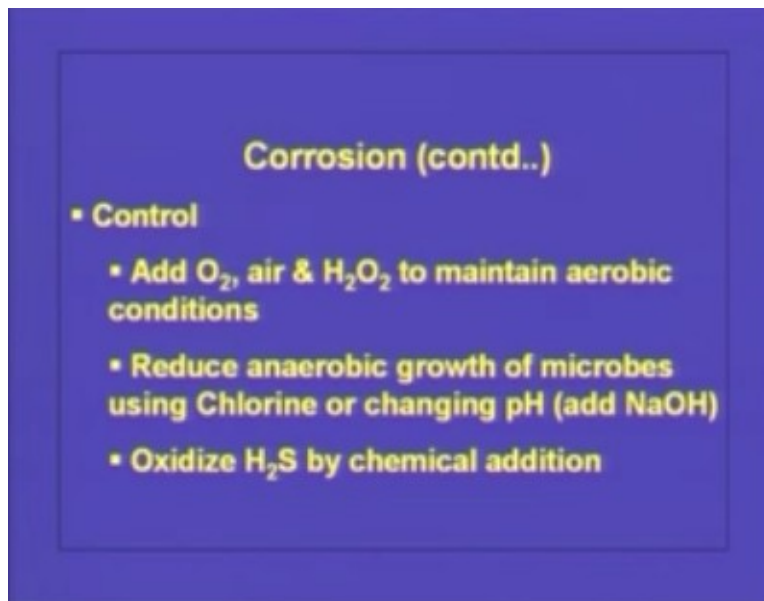 Corrosion (contd..)
▪ Control
▪ Add O₂, air & H₂O₂ to maintain aerobic
conditions
▪ Reduce anaerobic growth of microbes
using Chlorine or changing pH (add NaOH)
▪ Oxidize H₂S by chemical addition